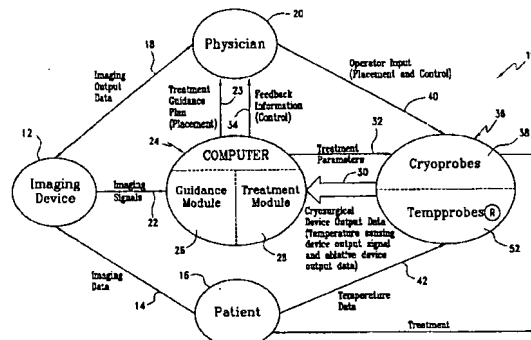 20
Physician
18
Imaging
Output
Data
Treatment
Guidance
Plan
(Placement)
23
34
Feedback
Information
(Control)
Operator Input
(Placement and Control)
40
1
12
24
COMPUTER
32
36
38
Treatment
Parameters
Cryoprobes
Imaging
Device
Imaging
Signals
22
Guidance
Module
Treatment
Module
30
Cryosurgical
Device Output Data
(Temperature sensing
device output signal
and ablative device
output data)
Tempprobes R
26
28
52
Imaging
Data
14
16
Patient
42
Temperature
Data
Treatment